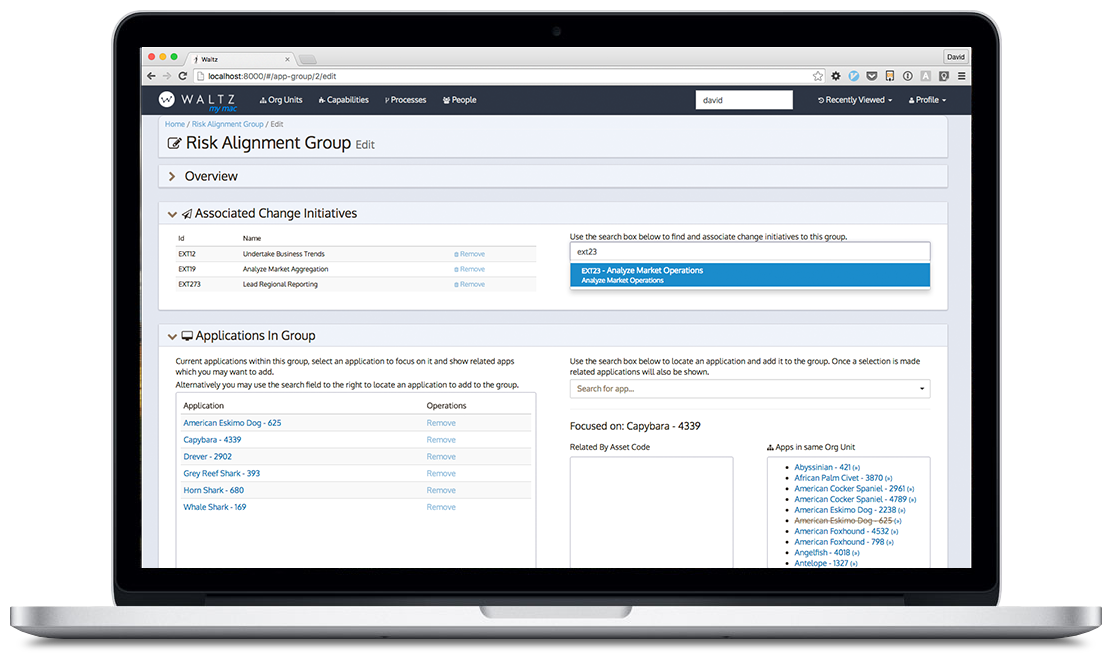 Waltz
David
localhost:8000/#/app-group/2/edit
WALTZ
my mac
Org Units
Capabilities
Processes
People
david
Recently Viewed
Profile
Home / Risk Alignment Group / Edit
Risk Alignment Group Edit
Overview
Associated Change Initiatives
Id Name
EXT12 Undertake Business Trends Remove
EXT19 Analyze Market Aggregation Remove
EXT273 Lead Regional Reporting Remove
Use the search box below to find and associate change initiatives to this group.
ext23
EXT23 - Analyze Market Operations
Analyze Market Operations
Applications In Group
Current applications within this group, select an application to focus on it and show related apps
which you may want to add.
Alternatively you may use the search field to the right to locate an application to add to the group.
Application Operations
American Eskimo Dog - 625 Remove
Capybara - 4339 Remove
Drever - 2902 Remove
Grey Reef Shark - 393 Remove
Horn Shark - 680 Remove
Whale Shark - 169 Remove
Use the search box below to locate an application and add it to the group. Once a selection is made
related applications will also be shown.
Search for app...
Focused on: Capybara - 4339
Related By Asset Code
Apps in same Org Unit
Abyssinian - 421 (+)
African Palm Civet - 3870 (+)
American Cocker Spaniel - 2961 (+)
American Cocker Spaniel - 4789 (+)
American Eskimo Dog - 2238 (+)
American Eskimo Dog - 625 (+)
American Foxhound - 4532 (+)
American Foxhound - 798 (+)
Angelfish - 4018 (+)
Antelope - 1327 (+)